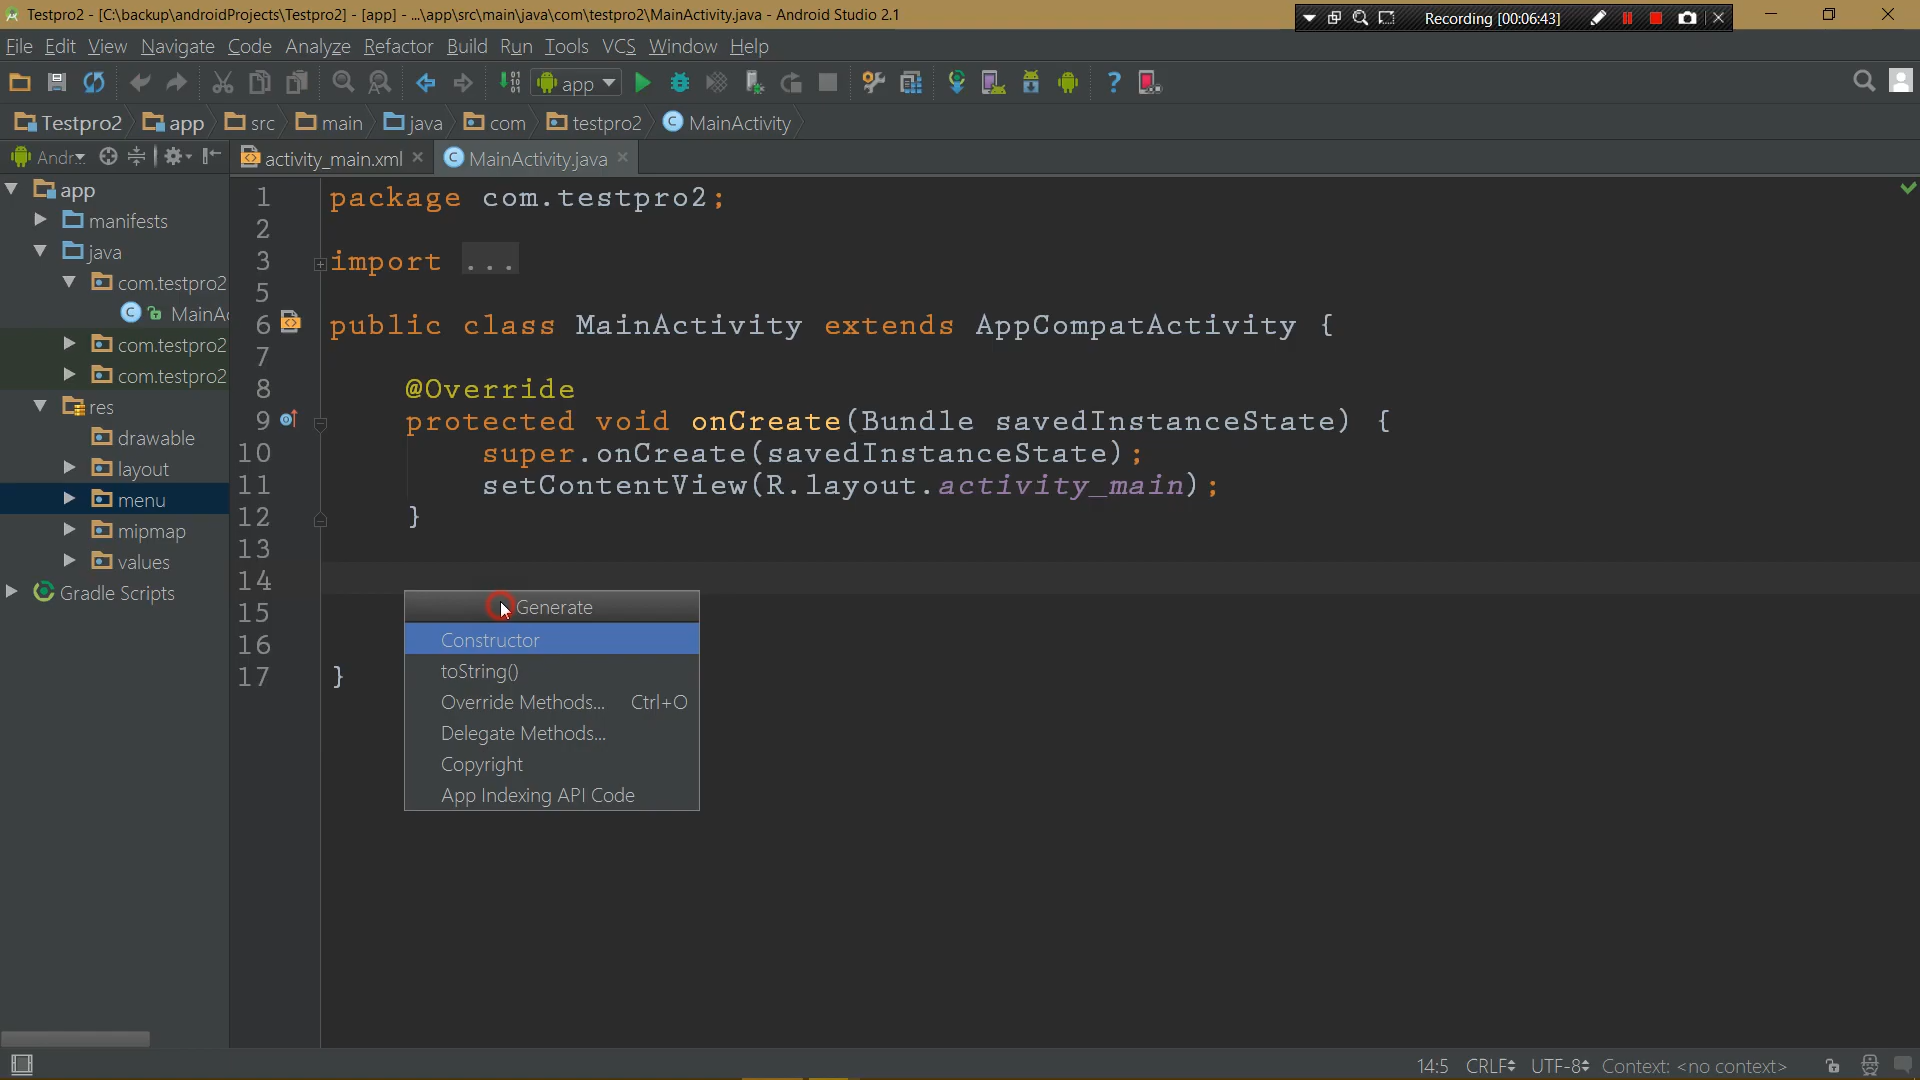 Testpro2 - [C:\backup\androidProjects\Testpro2] - [app] - ...\app\src\main\java\com\testpro2\MainActivity.java - Android Studio 2.1
Recording [00:06:43]
File Edit View Navigate Code Analyze Refactor Build Run Tools VCS Window Help
app
Testpro2 app src main java com testpro2 MainActivity
Andr activity_main.xml MainActivity.java
app
manifests
java
com.testpro2
MainAc
com.testpro2
com.testpro2
res
drawable
layout
menu
mipmap
values
Gradle Scripts
1 package com.testpro2;
2
3 import ...
5
6 public class MainActivity extends AppCompatActivity {
7
8 @Override
9 protected void onCreate(Bundle savedInstanceState) {
10 super.onCreate(savedInstanceState);
11 setContentView(R.layout.activity_main);
12 }
13
14
15
16
17 }
Generate
Constructor
toString()
Override Methods... Ctrl+O
Delegate Methods...
Copyright
App Indexing API Code
14:5 CRLF UTF-8 Context: <no context>